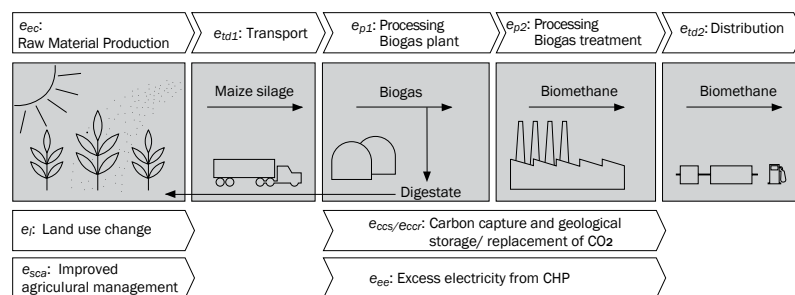 eec:
Raw Material Production
etd1: Transport
ep1: Processing
Biogas plant
ep2: Processing
Biogas treatment
etd2: Distribution
Maize silage
Biogas
Biomethane
Biomethane
Digestate
el: Land use change
eccs/eccr: Carbon capture and geological
storage/ replacement of CO2
esca: Improved
agriculural management
eee: Excess electricity from CHP